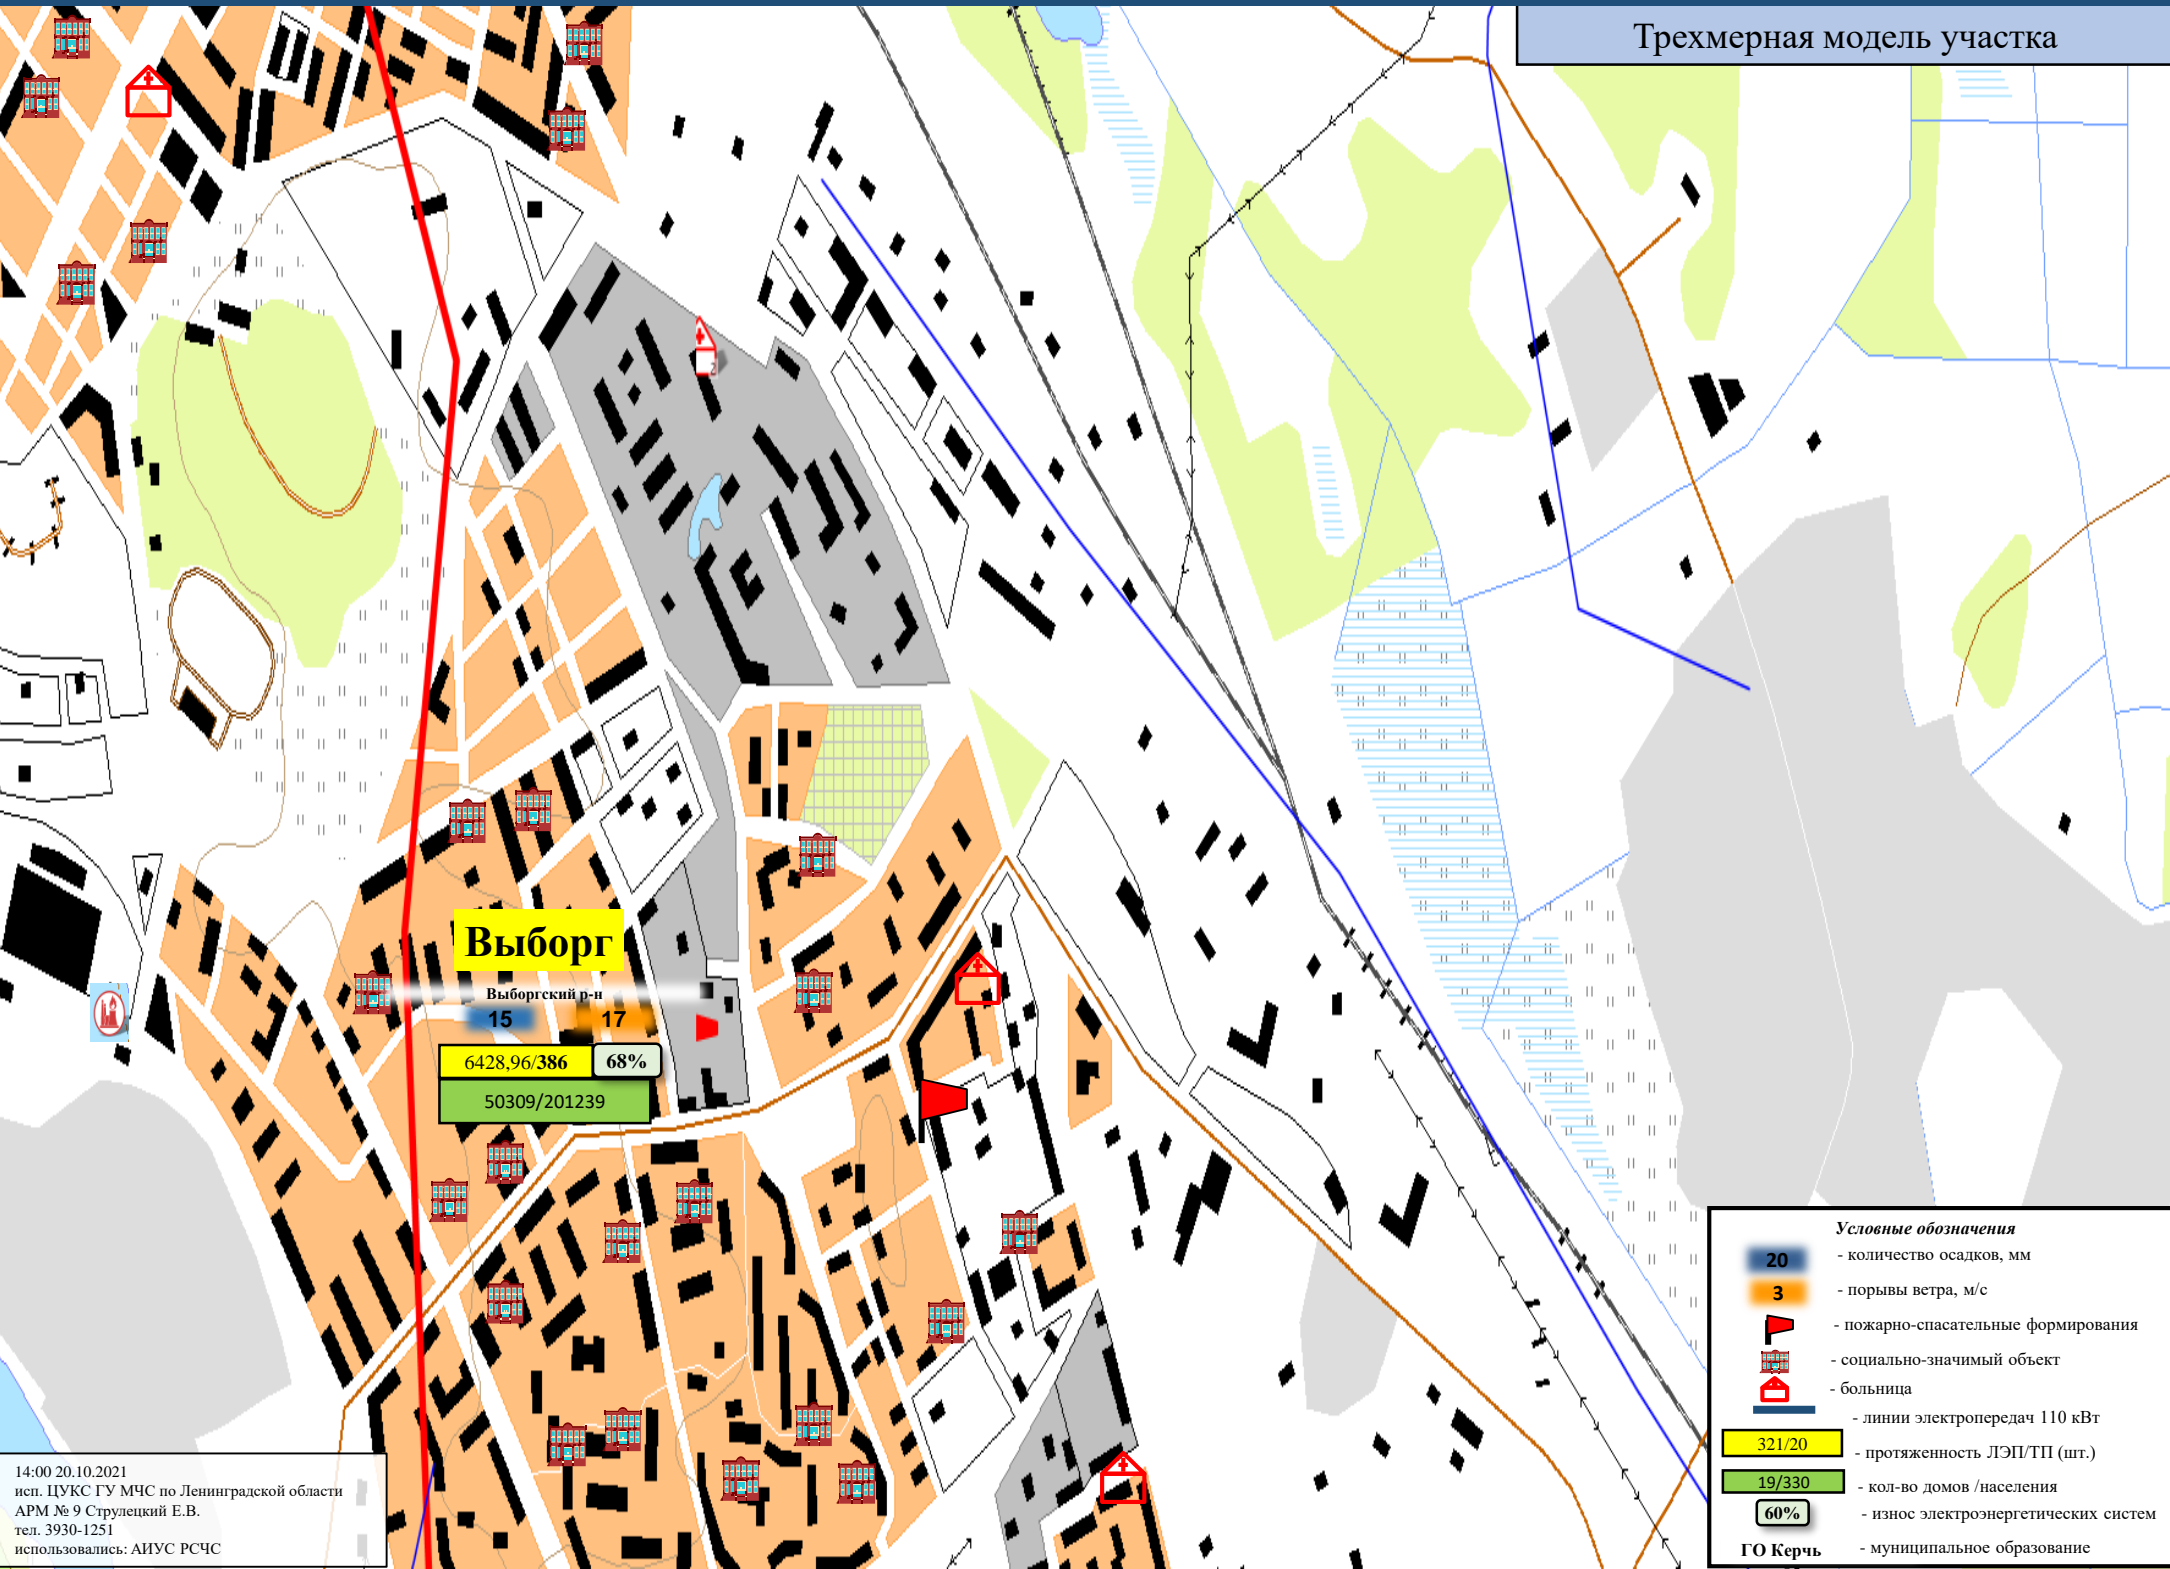 Трехмерная модель участка
Выборг
Выборгский р-н
15 17
6428,96/386 68%
50309/201239
Условные обозначения
20 - количество осадков, мм
3 - порывы ветра, м/с
- пожарно-спасательные формирования
- социально-значимый объект
- больница
- линии электропередач 110 кВт
321/20 - протяженность ЛЭП/ТП (шт.)
19/330 - кол-во домов /населения
60% - износ электроэнергетических систем
ГО Керчь - муниципальное образование
14:00 20.10.2021
исп. ЦУКС ГУ МЧС по Ленинградской области
АРМ № 9 Струлецкий Е.В.
тел. 3930-1251
использовались: АИУС РСЧС